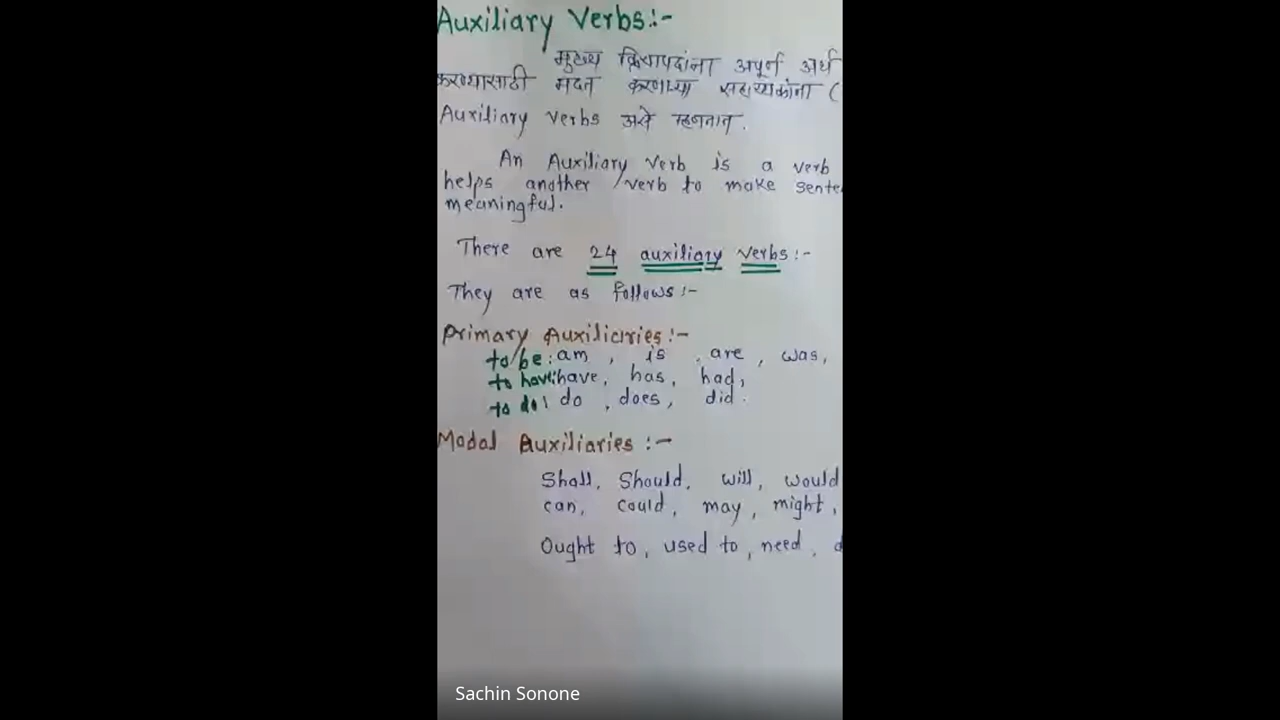 Auxiliary Verbs:-
मुख्य क्रियापदांना अपूर्ण अर्थ
करण्यासाठी मदत करणाऱ्या सहाय्यकांना (
Auxiliary verbs असे म्हणतात.
An Auxiliary verb is a verb
helps another verb to make sente
meaningful.
There are 24 auxiliary verbs:-
They are as follows:-
Primary Auxiliaries:-
to be: am, is, are, was,
to have: have, has, had,
to do: do, does, did.
Modal Auxiliaries:-
Shall, Should, will, would
can, could, may, might,
Ought to, used to, need, d
Sachin Sonone